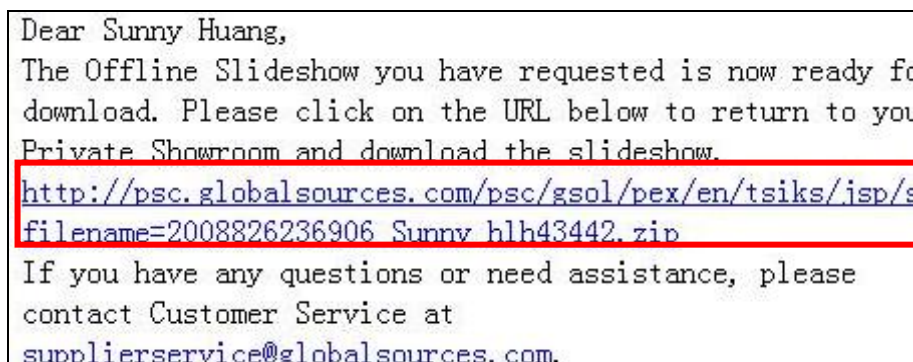 Dear Sunny Huang,
The Offline Slideshow you have requested is now ready fo
download. Please click on the URL below to return to you
Private Showroom and download the slideshow.
http://psc.globalsources.com/psc/gsol/pex/en/tsiks/jsp/s
filename=2008826236906_Sunny_hlh43442.zip
If you have any questions or need assistance, please
contact Customer Service at
supplierservice@globalsources.com.